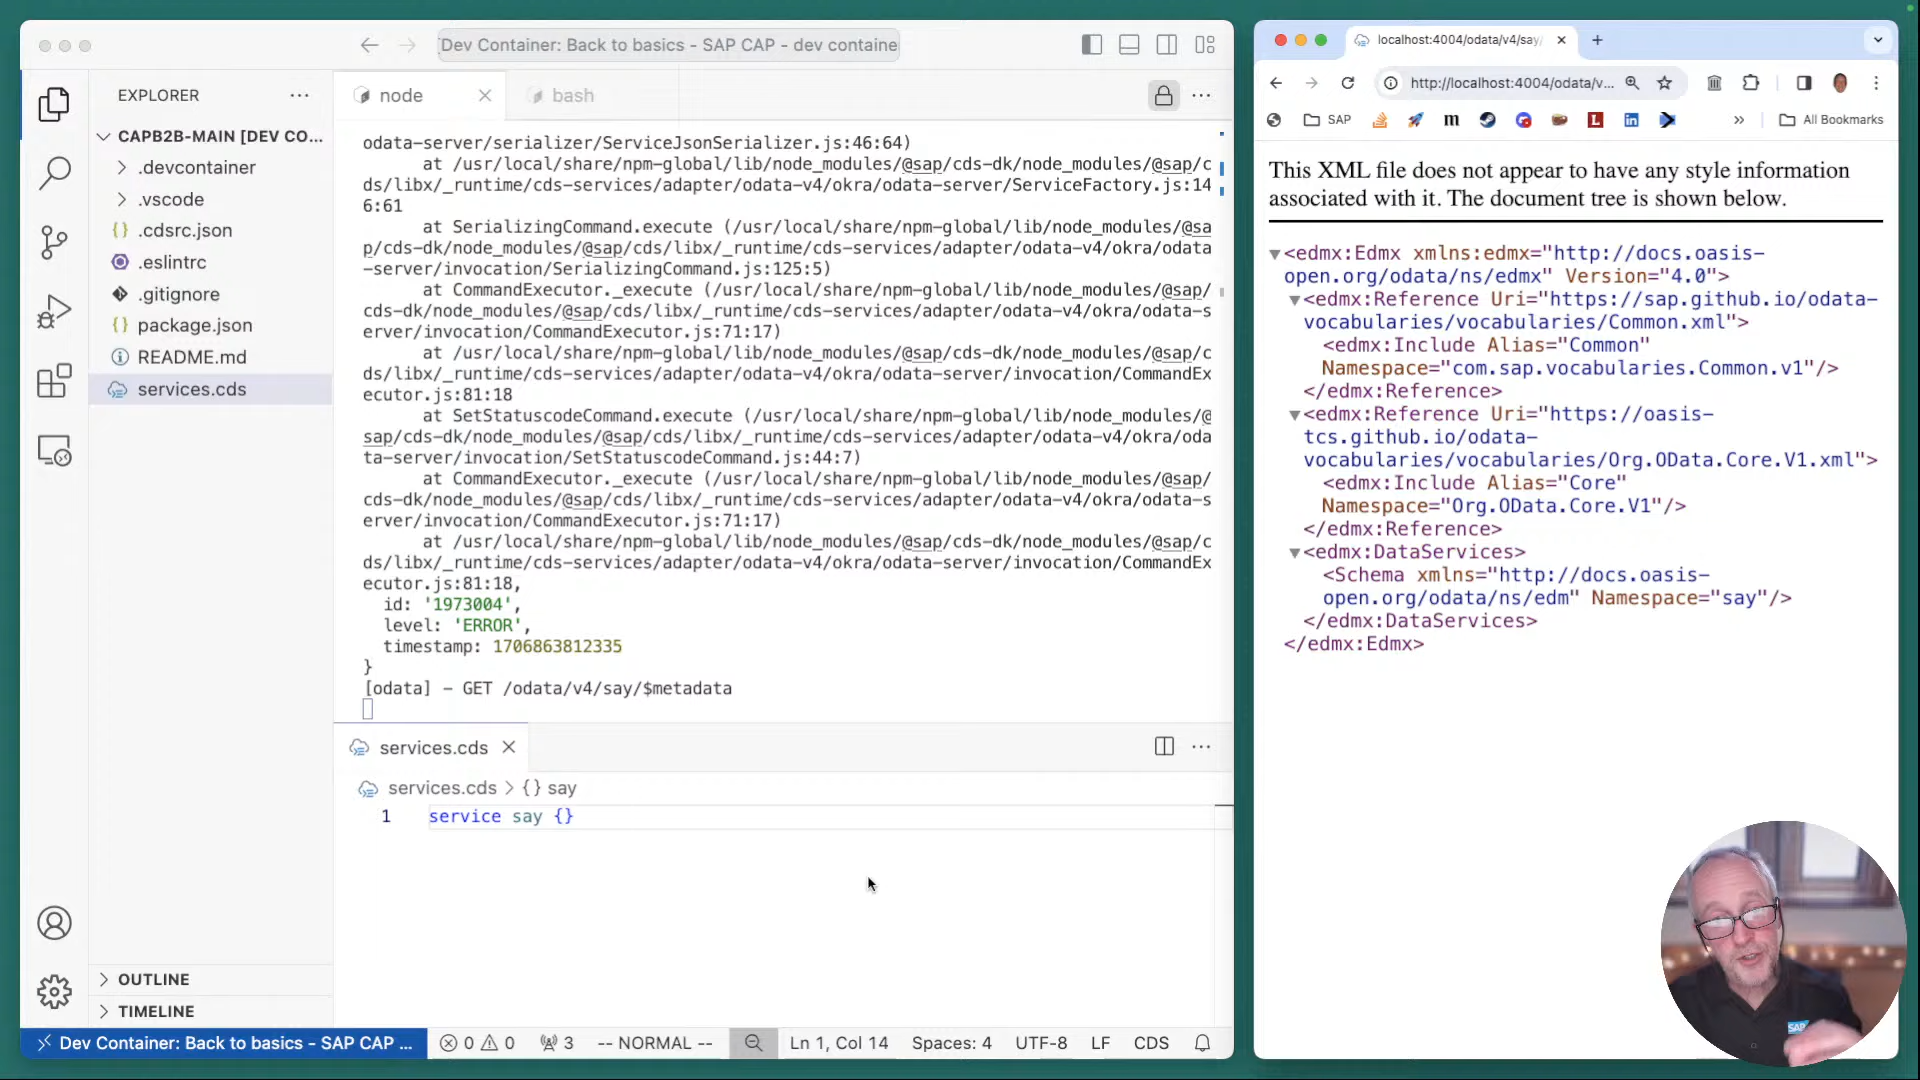 Dev Container: Back to basics - SAP CAP - dev containe
EXPLORER
CAPB2B-MAIN [DEV CO...
.devcontainer
.vscode
{} .cdsrc.json
.eslintrc
.gitignore
{} package.json
README.md
services.cds
OUTLINE
TIMELINE
node
bash
odata-server/serializer/ServiceJsonSerializer.js:46:64)
at /usr/local/share/npm-global/lib/node_modules/@sap/cds-dk/node_modules/@sap/c
ds/libx/_runtime/cds-services/adapter/odata-v4/okra/odata-server/ServiceFactory.js:14
6:61
at SerializingCommand.execute (/usr/local/share/npm-global/lib/node_modules/@sa
p/cds-dk/node_modules/@sap/cds/libx/_runtime/cds-services/adapter/odata-v4/okra/odata
-server/invocation/SerializingCommand.js:125:5)
at CommandExecutor._execute (/usr/local/share/npm-global/lib/node_modules/@sap/
cds-dk/node_modules/@sap/cds/libx/_runtime/cds-services/adapter/odata-v4/okra/odata-s
erver/invocation/CommandExecutor.js:71:17)
at /usr/local/share/npm-global/lib/node_modules/@sap/cds-dk/node_modules/@sap/c
ds/libx/_runtime/cds-services/adapter/odata-v4/okra/odata-server/invocation/CommandEx
ecutor.js:81:18
at SetStatuscodeCommand.execute (/usr/local/share/npm-global/lib/node_modules/@
sap/cds-dk/node_modules/@sap/cds/libx/_runtime/cds-services/adapter/odata-v4/okra/oda
ta-server/invocation/SetStatuscodeCommand.js:44:7)
at CommandExecutor._execute (/usr/local/share/npm-global/lib/node_modules/@sap/
cds-dk/node_modules/@sap/cds/libx/_runtime/cds-services/adapter/odata-v4/okra/odata-s
erver/invocation/CommandExecutor.js:71:17)
at /usr/local/share/npm-global/lib/node_modules/@sap/cds-dk/node_modules/@sap/c
ds/libx/_runtime/cds-services/adapter/odata-v4/okra/odata-server/invocation/CommandEx
ecutor.js:81:18,
id: '1973004',
level: 'ERROR',
timestamp: 1706863812335
}
[odata] - GET /odata/v4/say/$metadata
services.cds
services.cds > {} say
1 service say {}
Dev Container: Back to basics - SAP CAP ... 0 0 3 -- NORMAL -- Ln 1, Col 14 Spaces: 4 UTF-8 LF CDS
localhost:4004/odata/v4/say/
http://localhost:4004/odata/v...
SAP m L in » All Bookmarks
This XML file does not appear to have any style information
associated with it. The document tree is shown below.
<edmx:Edmx xmlns:edmx="http://docs.oasis-
open.org/odata/ns/edmx" Version="4.0">
<edmx:Reference Uri="https://sap.github.io/odata-
vocabularies/vocabularies/Common.xml">
<edmx:Include Alias="Common"
Namespace="com.sap.vocabularies.Common.v1"/>
</edmx:Reference>
<edmx:Reference Uri="https://oasis-
tcs.github.io/odata-
vocabularies/vocabularies/Org.OData.Core.V1.xml">
<edmx:Include Alias="Core"
Namespace="Org.OData.Core.V1"/>
</edmx:Reference>
<edmx:DataServices>
<Schema xmlns="http://docs.oasis-
open.org/odata/ns/edm" Namespace="say"/>
</edmx:DataServices>
</edmx:Edmx>
SAP